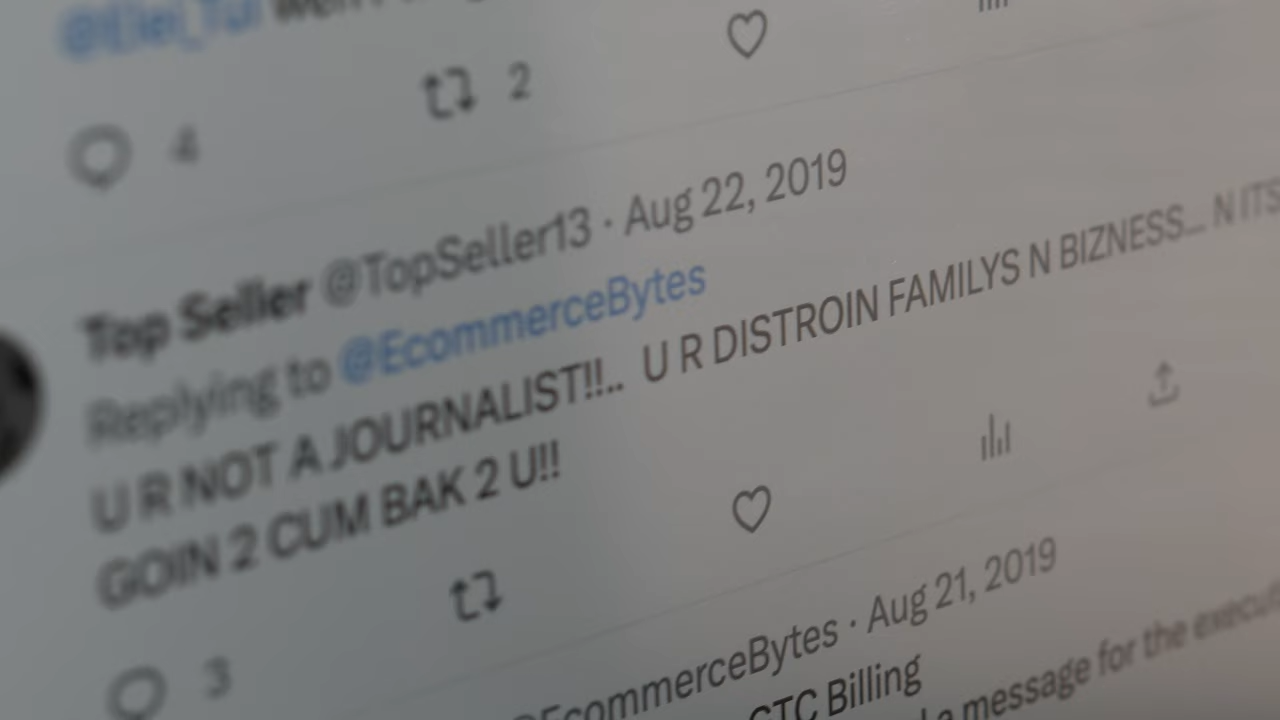 2
4
Top Seller @TopSeller13 · Aug 22, 2019
Replying to @EcommerceBytes
U R NOT A JOURNALIST!!.. U R DISTROIN FAMILYS N BIZNESS... N ITS
GOIN 2 CUM BAK 2 U!!
3
EcommerceBytes · Aug 21, 2019
CTC Billing
a message for the